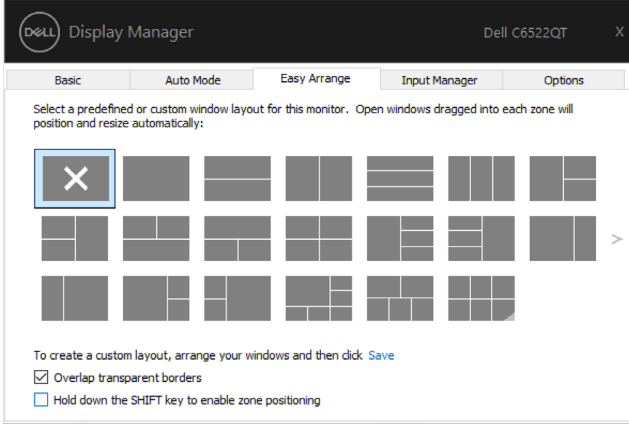 DELL Display Manager Dell C6522QT X
Basic Auto Mode Easy Arrange Input Manager Options
Select a predefined or custom window layout for this monitor. Open windows dragged into each zone will
position and resize automatically:
To create a custom layout, arrange your windows and then click Save
Overlap transparent borders
Hold down the SHIFT key to enable zone positioning